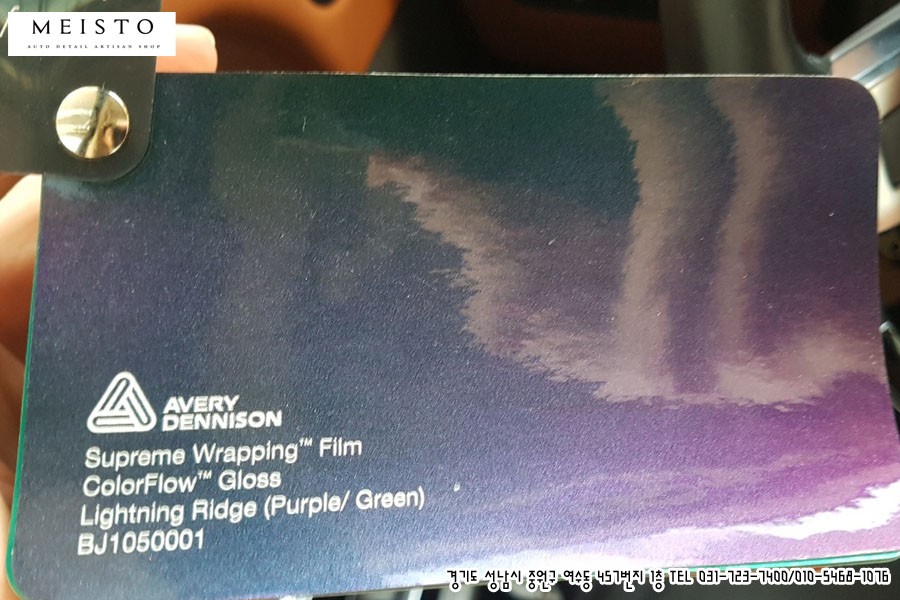 MEISTO
AUTO DETAIL ARTISAN SHOP
AVERY
DENNISON
Supreme Wrapping™ Film
ColorFlow™ Gloss
Lightning Ridge (Purple/ Green)
BJ1050001
경기도 성남시 중원구 여수동 457번지 1층 TEL 031-723-7400/010-5468-1076